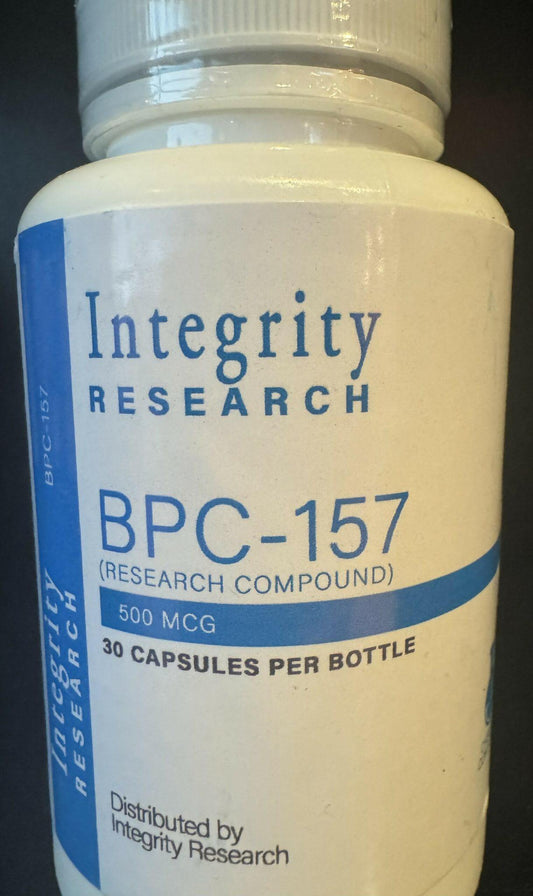 Integrity
RESEARCH
BPC-157
(RESEARCH COMPOUND)
500 MCG
30 CAPSULES PER BOTTLE
Distributed by
Integrity Research
BPC-157
Integrity
RESEARCH